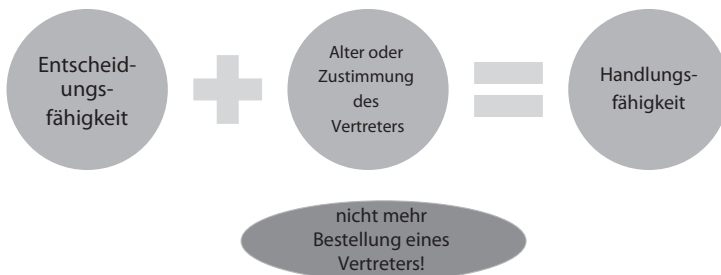 Entscheid-
ungs-
fähigkeit
Alter oder
Zustimmung
des
Vertreters
Handlungs-
fähigkeit
nicht mehr
Bestellung eines
Vertreters!